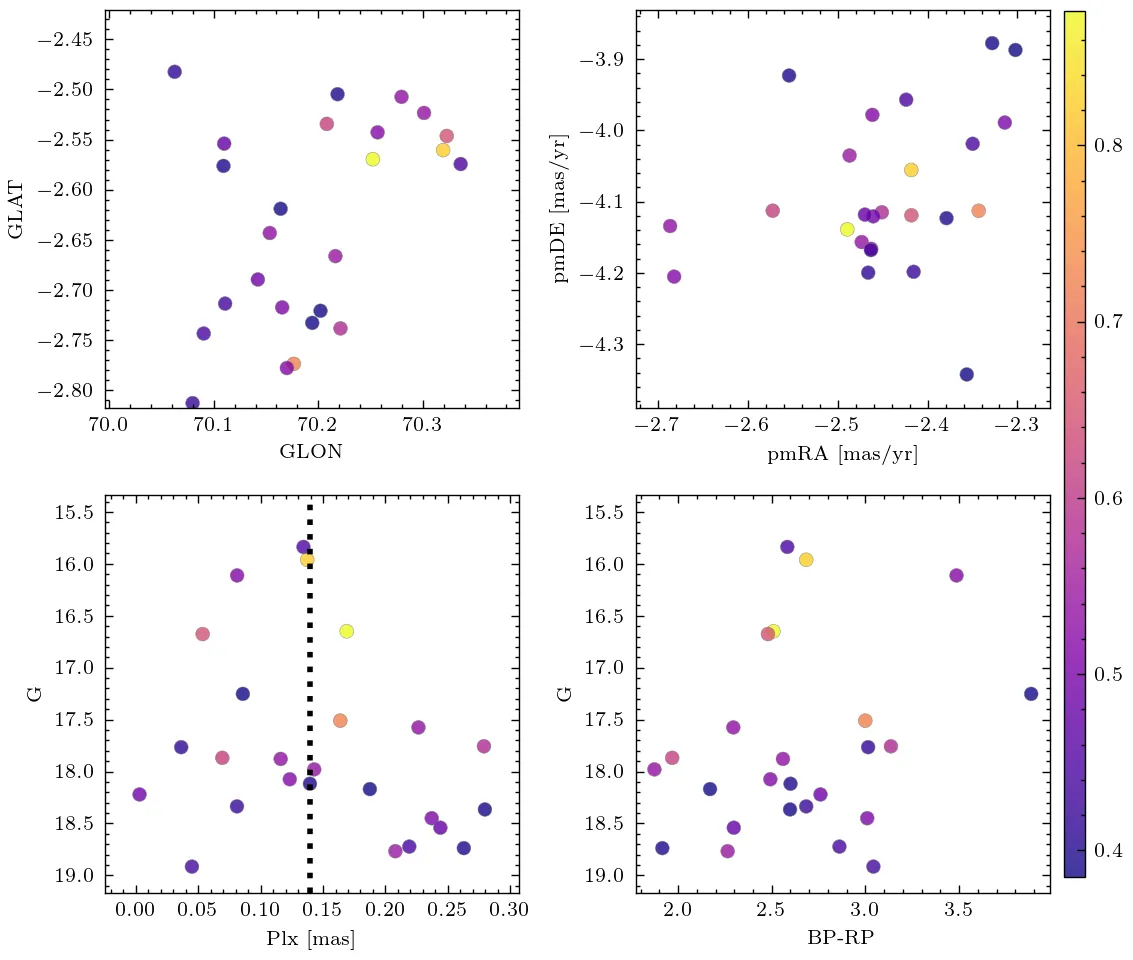 −2.45
−2.50
−2.55
−2.60
−2.65
−2.70
−2.75
−2.80
GLAT
70.0 70.1 70.2 70.3
GLON
−3.9
−4.0
−4.1
−4.2
−4.3
pmDE [mas/yr]
−2.7 −2.6 −2.5 −2.4 −2.3
pmRA [mas/yr]
0.8
0.7
0.6
0.5
0.4
15.5
16.0
16.5
17.0
17.5
18.0
18.5
19.0
G
0.00 0.05 0.10 0.15 0.20 0.25 0.30
Plx [mas]
15.5
16.0
16.5
17.0
17.5
18.0
18.5
19.0
G
2.0 2.5 3.0 3.5
BP-RP